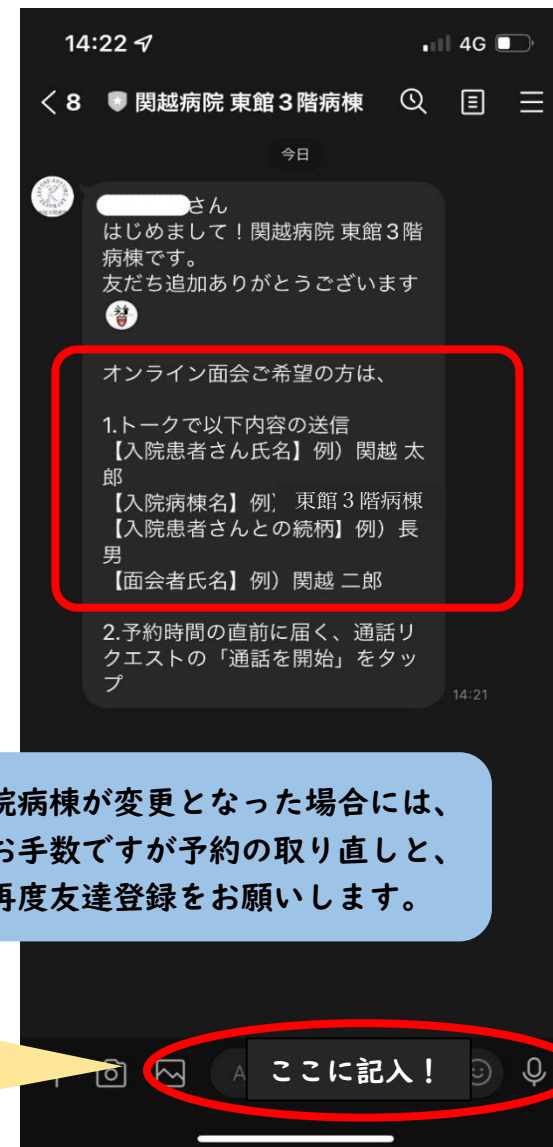 14:22
4G
8 関越病院 東館３階病棟
今日
さん
はじめまして！関越病院 東館３階
病棟です。
友だち追加ありがとうございます
オンライン面会ご希望の方は、
1.トークで以下内容の送信
【入院患者さん氏名】例）関越 太
郎
【入院病棟名】例）東館３階病棟
【入院患者さんとの続柄】例）長
男
【面会者氏名】例）関越 二郎
2.予約時間の直前に届く、通話リ
クエストの「通話を開始」をタッ
プ
14:21
院病棟が変更となった場合には、
お手数ですが予約の取り直しと、
再度友達登録をお願いします。
A
ここに記入！